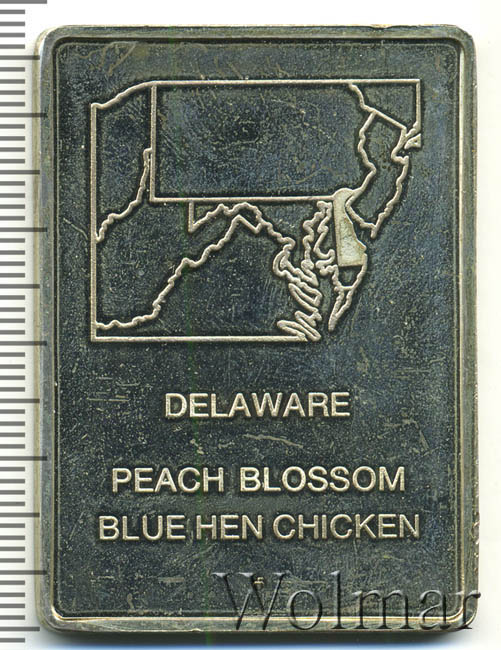 DELAWARE
PEACH BLOSSOM
BLUE HEN CHICKEN
Wolmar